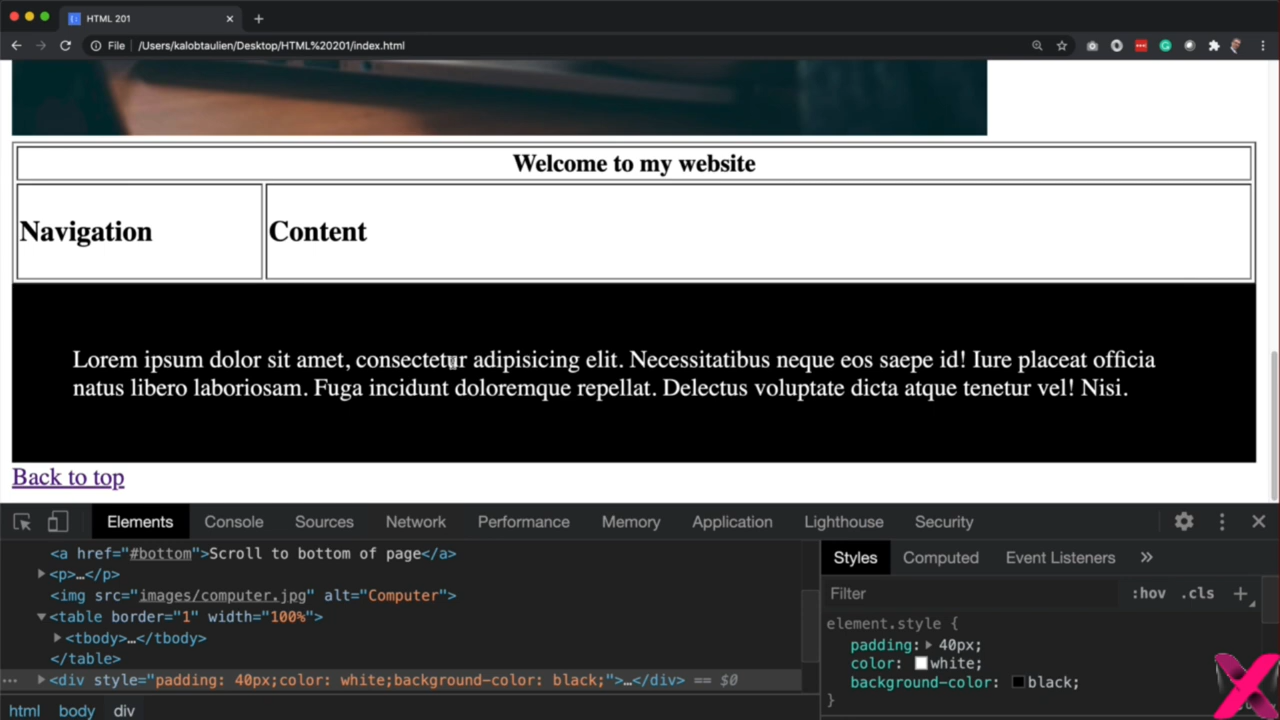 HTML 201
File /Users/kalobtaulien/Desktop/HTML%20201/index.html
Welcome to my website
Navigation Content
Lorem ipsum dolor sit amet, consectetur adipisicing elit. Necessitatibus neque eos saepe id! Iure placeat officia
natus libero laboriosam. Fuga incidunt doloremque repellat. Delectus voluptate dicta atque tenetur vel! Nisi.
Back to top
Elements Console Sources Network Performance Memory Application Lighthouse Security
<a href="#bottom">Scroll to bottom of page</a>
<p>…</p>
<img src="images/computer.jpg" alt="Computer">
<table border="1" width="100%">
<tbody>…</tbody>
</table>
<div style="padding: 40px;color: white;background-color: black;">…</div> == $0
html body div
Styles Computed Event Listeners »
Filter :hov .cls +
element.style {
padding: 40px;
color: white;
background-color: black;
}